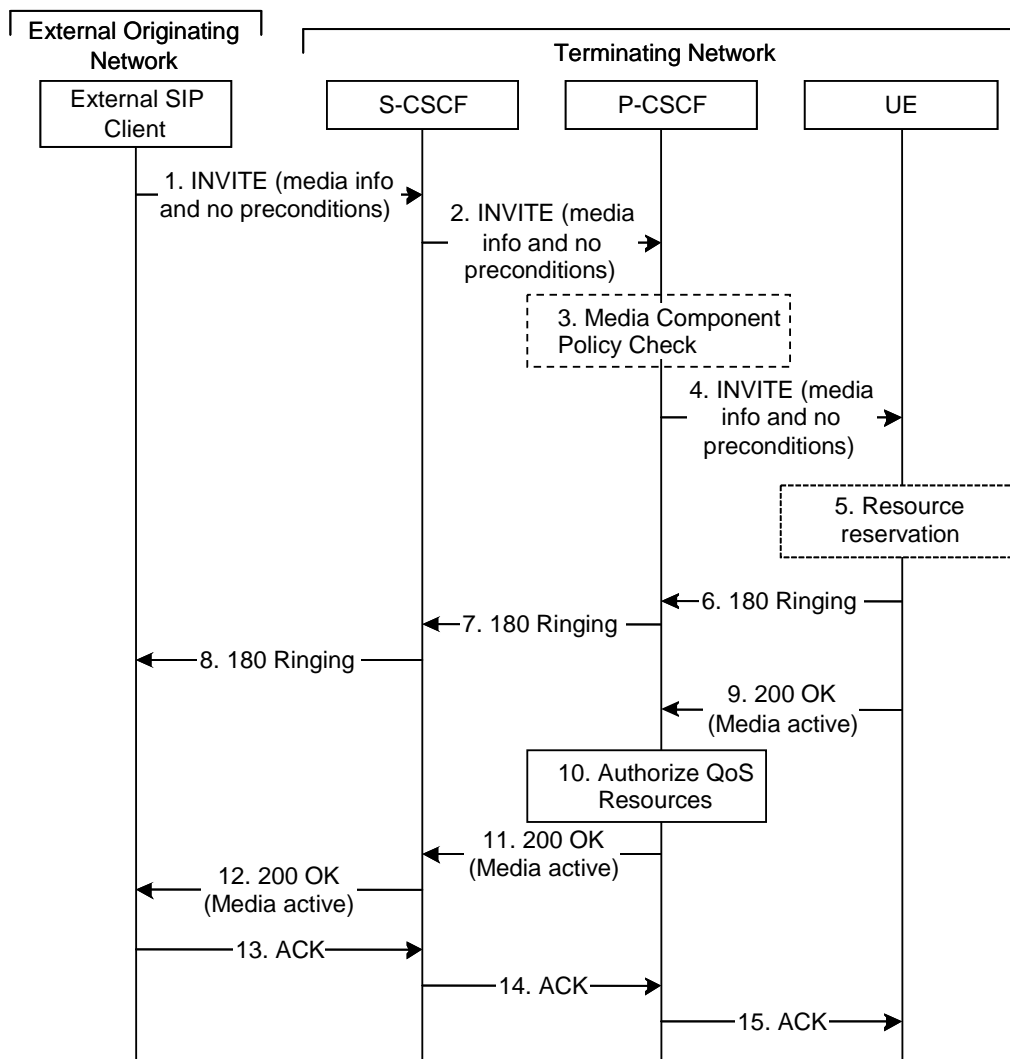 External Originating
Network
Terminating Network
External SIP
Client
S-CSCF
P-CSCF
UE
1. INVITE (media info
and no preconditions)
2. INVITE (media
info and no
preconditions)
3. Media Component
Policy Check
4. INVITE (media
info and no
preconditions)
5. Resource
reservation
6. 180 Ringing
7. 180 Ringing
8. 180 Ringing
9. 200 OK
(Media active)
10. Authorize QoS
Resources
11. 200 OK
(Media active)
12. 200 OK
(Media active)
13. ACK
14. ACK
15. ACK